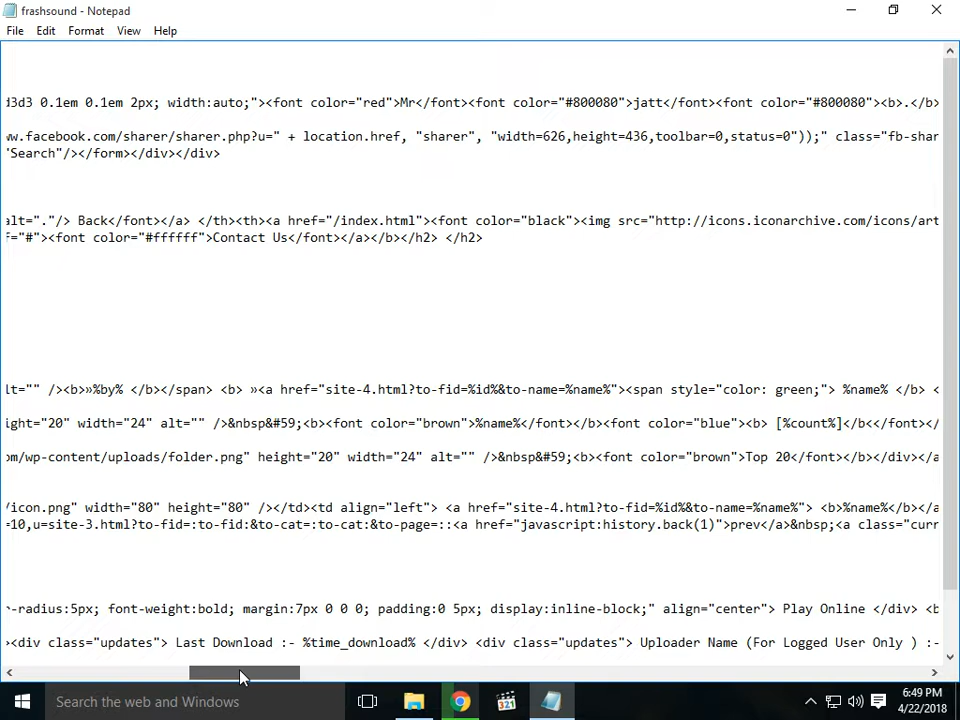 frashsound - Notepad
File Edit Format View Help
d3d3 0.1em 0.1em 2px; width:auto;"><font color="red">Mr</font><font color="#800080">jatt</font><font color="#800080"><b>.</b>
ww.facebook.com/sharer/sharer.php?u=" + location.href, "sharer", "width=626,height=436,toolbar=0,status=0"));" class="fb-shar
"Search"/></form></div></div>
alt="."/> Back</font></a> </th><th><a href="/index.html"><font color="black"><img src="http://icons.iconarchive.com/icons/art
f="#"><font color="#ffffff">Contact Us</font></a></b></h2> </h2>
lt="" /><b>»%by% </b></span> <b> »<a href="site-4.html?to-fid=%id%&to-name=%name%"><span style="color: green;"> %name% </b> <
ight="20" width="24" alt="" />&nbsp&#59;<b><font color="brown">%name%</font></b><font color="blue"><b> [%count%]</b<</font></
om/wp-content/uploads/folder.png" height="20" width="24" alt="" />&nbsp&#59;<b><font color="brown">Top 20</font></b></div></a
/icon.png" width="80" height="80" /></td><td align="left"> <a href="site-4.html?to-fid=%id%&to-name=%name%"> <b>%name%</b></a
=10,u=site-3.html?to-fid=:to-fid:&to-cat=:to-cat:&to-page=::<a href="javascript:history.back(1)">prev</a>&nbsp;<a class="curr
-radius:5px; font-weight:bold; margin:7px 0 0 0; padding:0 5px; display:inline-block;" align="center"> Play Online </div> <b
><div class="updates"> Last Download :- %time_download% </div> <div class="updates"> Uploader Name (For Logged User Only ) :-
Search the web and Windows
321
6:49 PM
4/22/2018